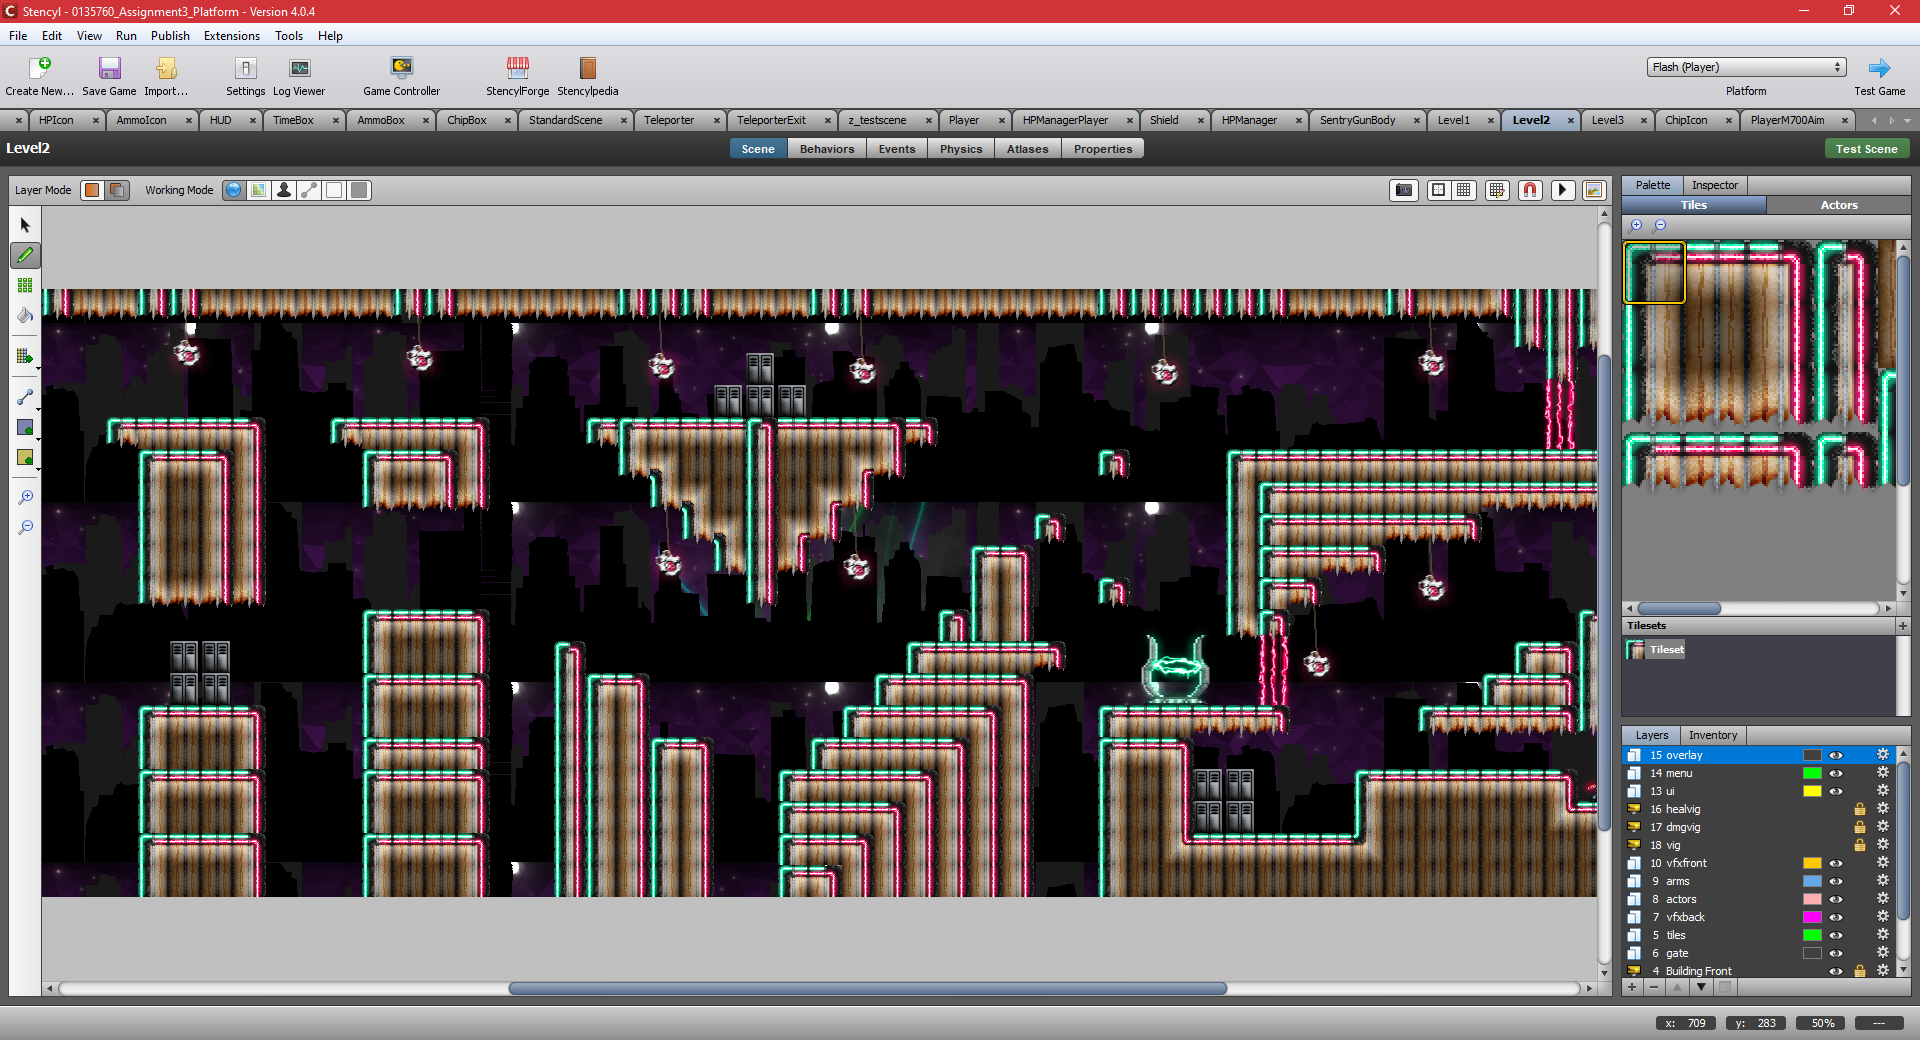 Stencyl - 0135760_Assignment3_Platform - Version 4.0.4
File Edit View Run Publish Extensions Tools Help
Create New... Save Game Import... Settings Log Viewer Game Controller StencylForge Stencylpedia
Flash (Player)
Platform Test Game
HPIcon AmmoIcon HUD TimeBox AmmoBox ChipBox StandardScene Teleporter TeleporterExit z_testscene Player HPManagerPlayer Shield HPManager SentryGunBody Level1 Level2 Level3 ChipIcon PlayerM700Aim
Level2 Scene Behaviors Events Physics Atlases Properties Test Scene
Layer Mode Working Mode
Palette Inspector
Tiles Actors
Tilesets
Tileset
Layers Inventory
15 overlay
14 menu
13 ui
16 healvig
17 dmgvig
18 vig
10 vfxfront
9 arms
8 actors
7 vfxback
5 tiles
6 gate
4 Building Front
x: 709 y: 283 50% ---